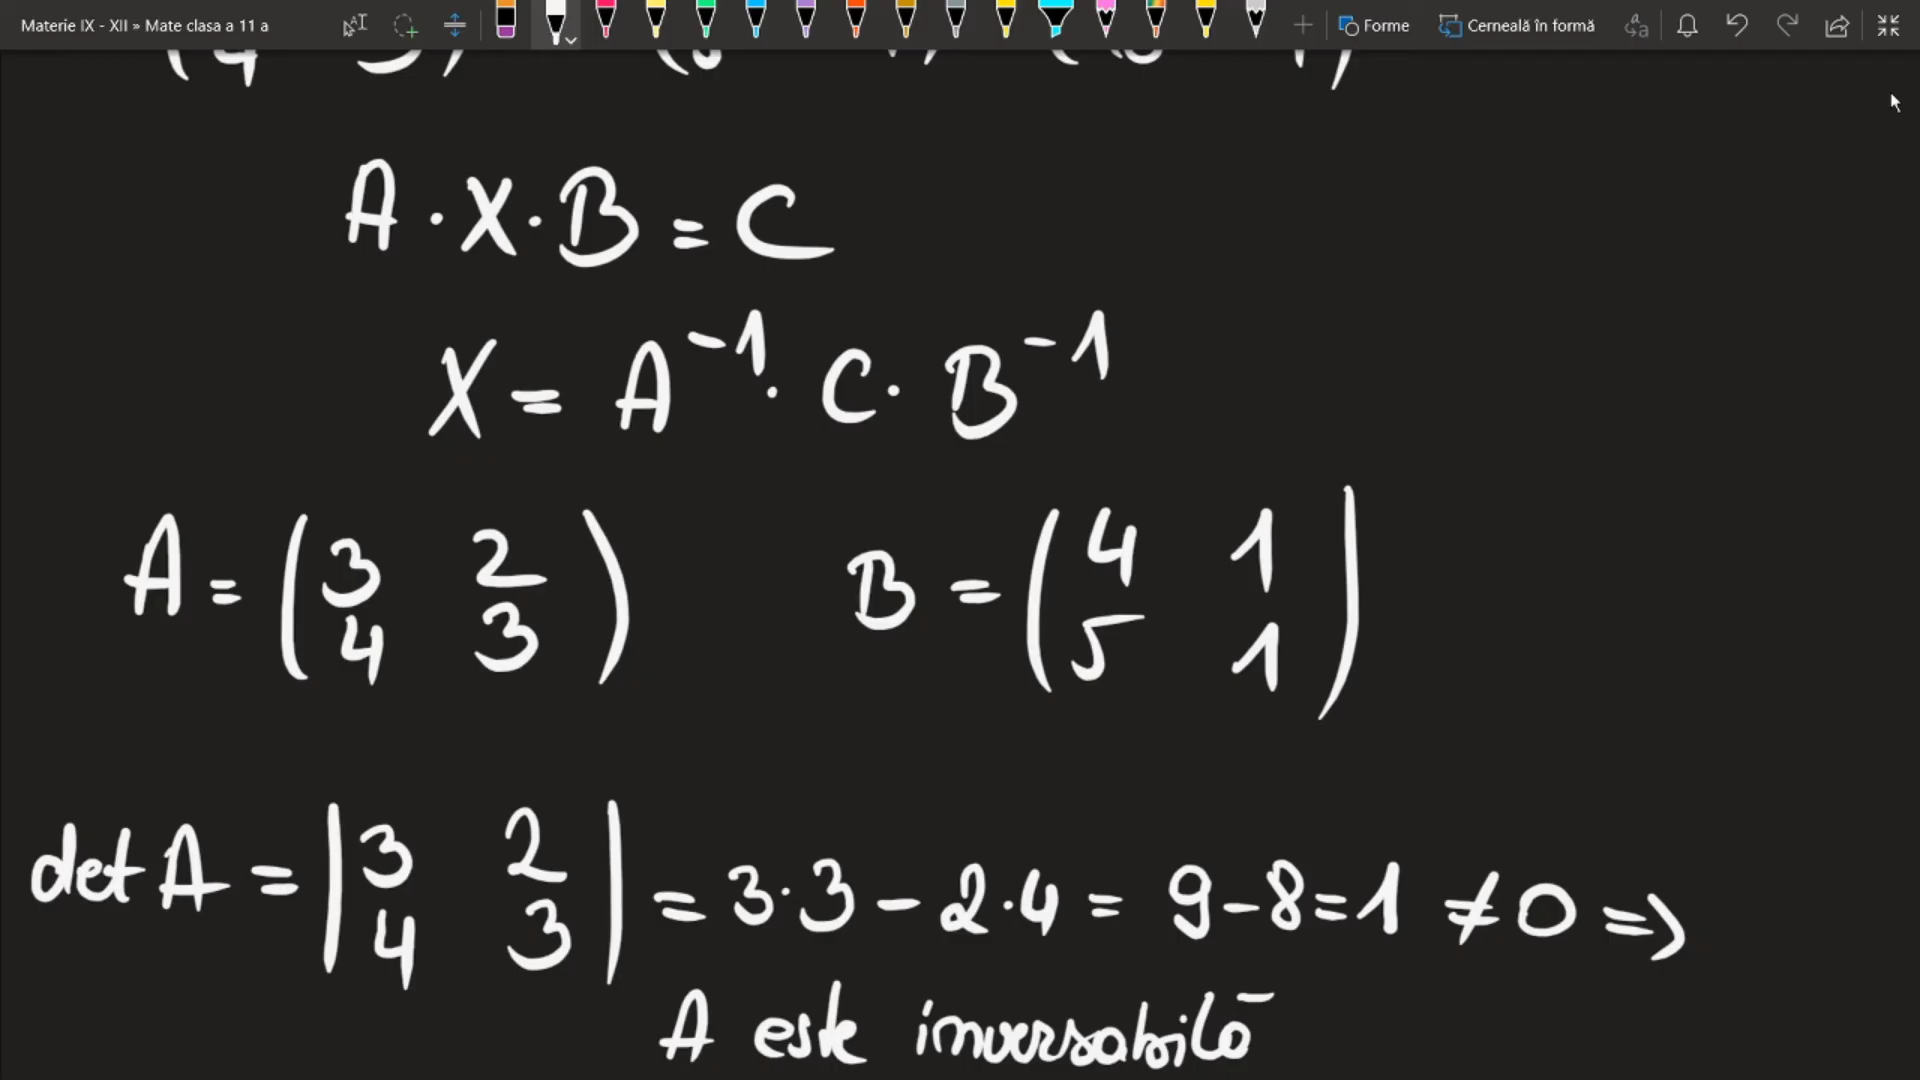 Materie IX - XII » Mate clasa a 11 a
Forme
Cerneală în formă
A · X · B = C
X = A⁻¹ · C · B⁻¹
A = ( 3 2 B = ( 4 1
4 3 ) 5 1 )
det A = | 3 2
4 3 | = 3·3 − 2·4 = 9 − 8 = 1 ≠ 0 =>
A este inversabilā